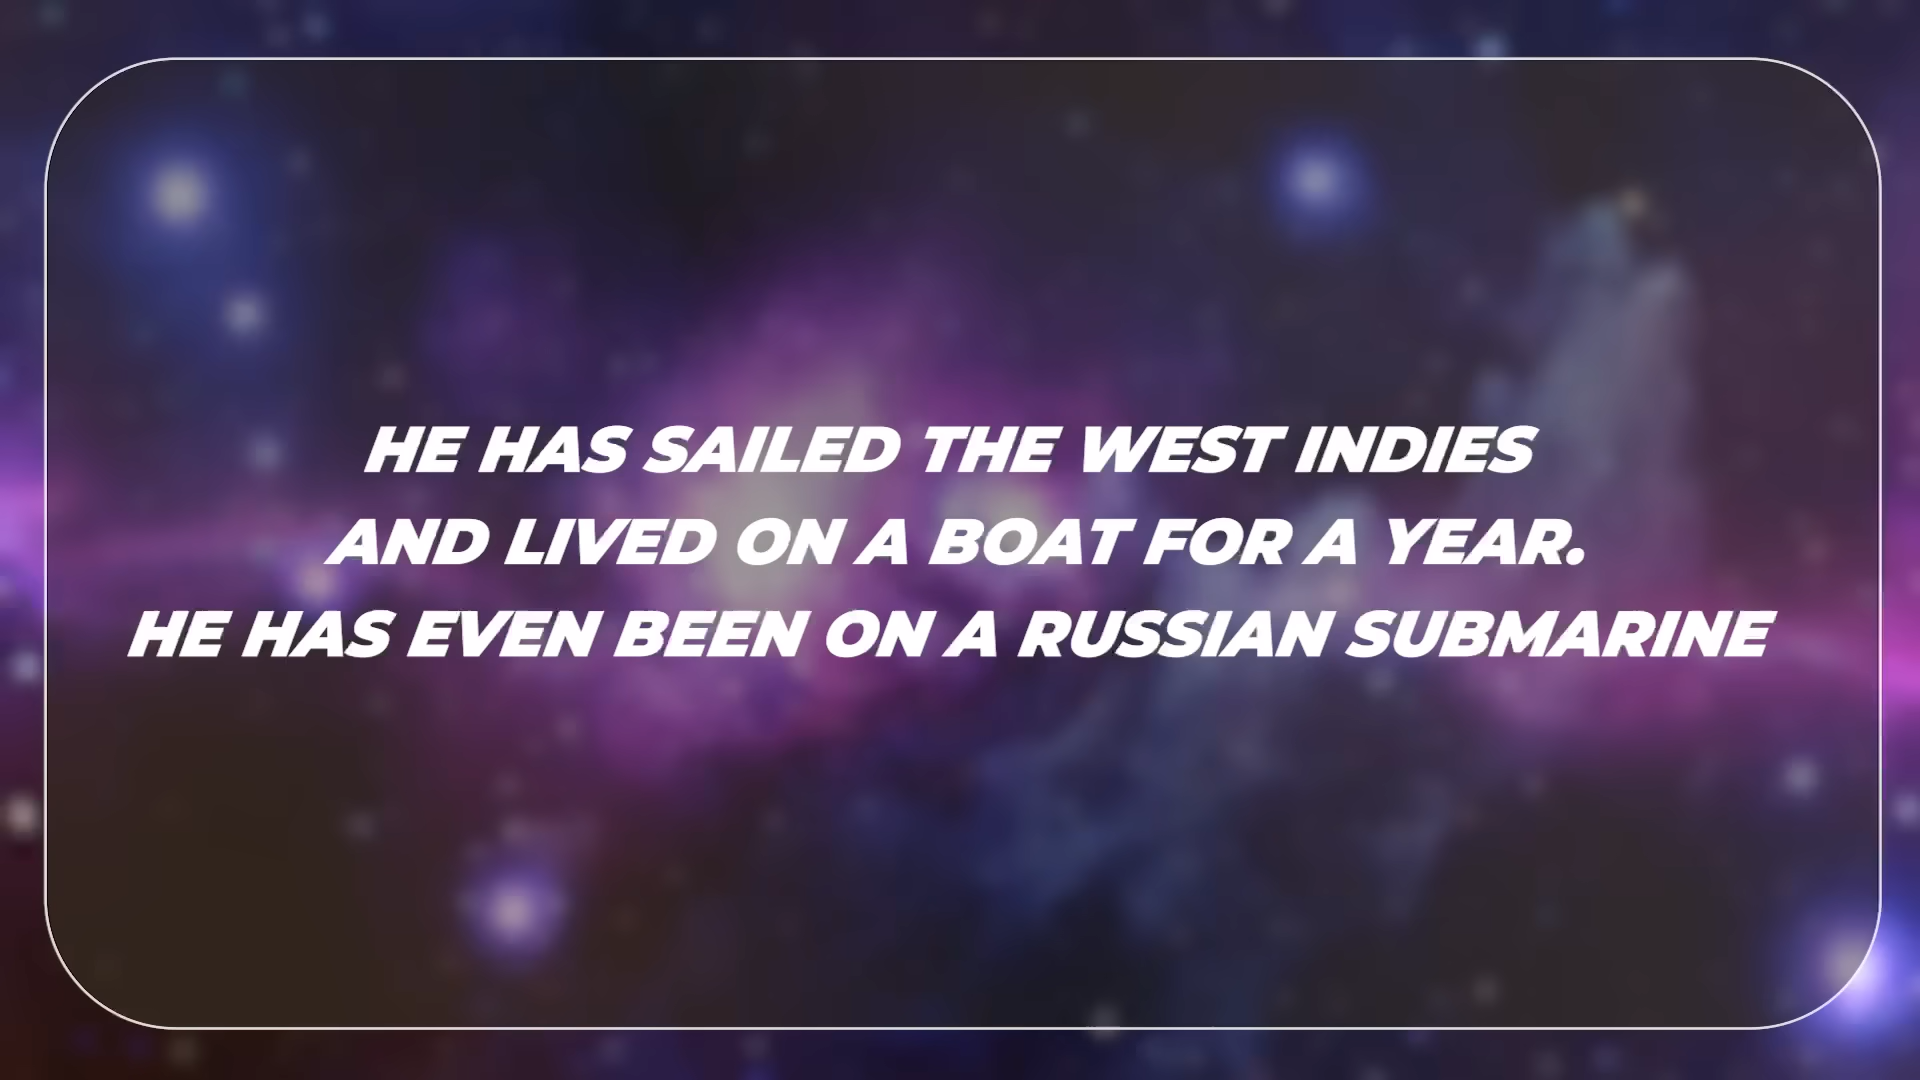 HE HAS SAILED THE WEST INDIES
AND LIVED ON A BOAT FOR A YEAR.
HE HAS EVEN BEEN ON A RUSSIAN SUBMARINE